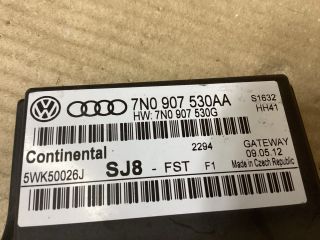 7N0 907 530AA
HW: 7N0 907 530G
S1632
HH41
Continental
2294
GATEWAY
09.05.12
5WK50026J
SJ8 - FST F1
Made in Czech Republic